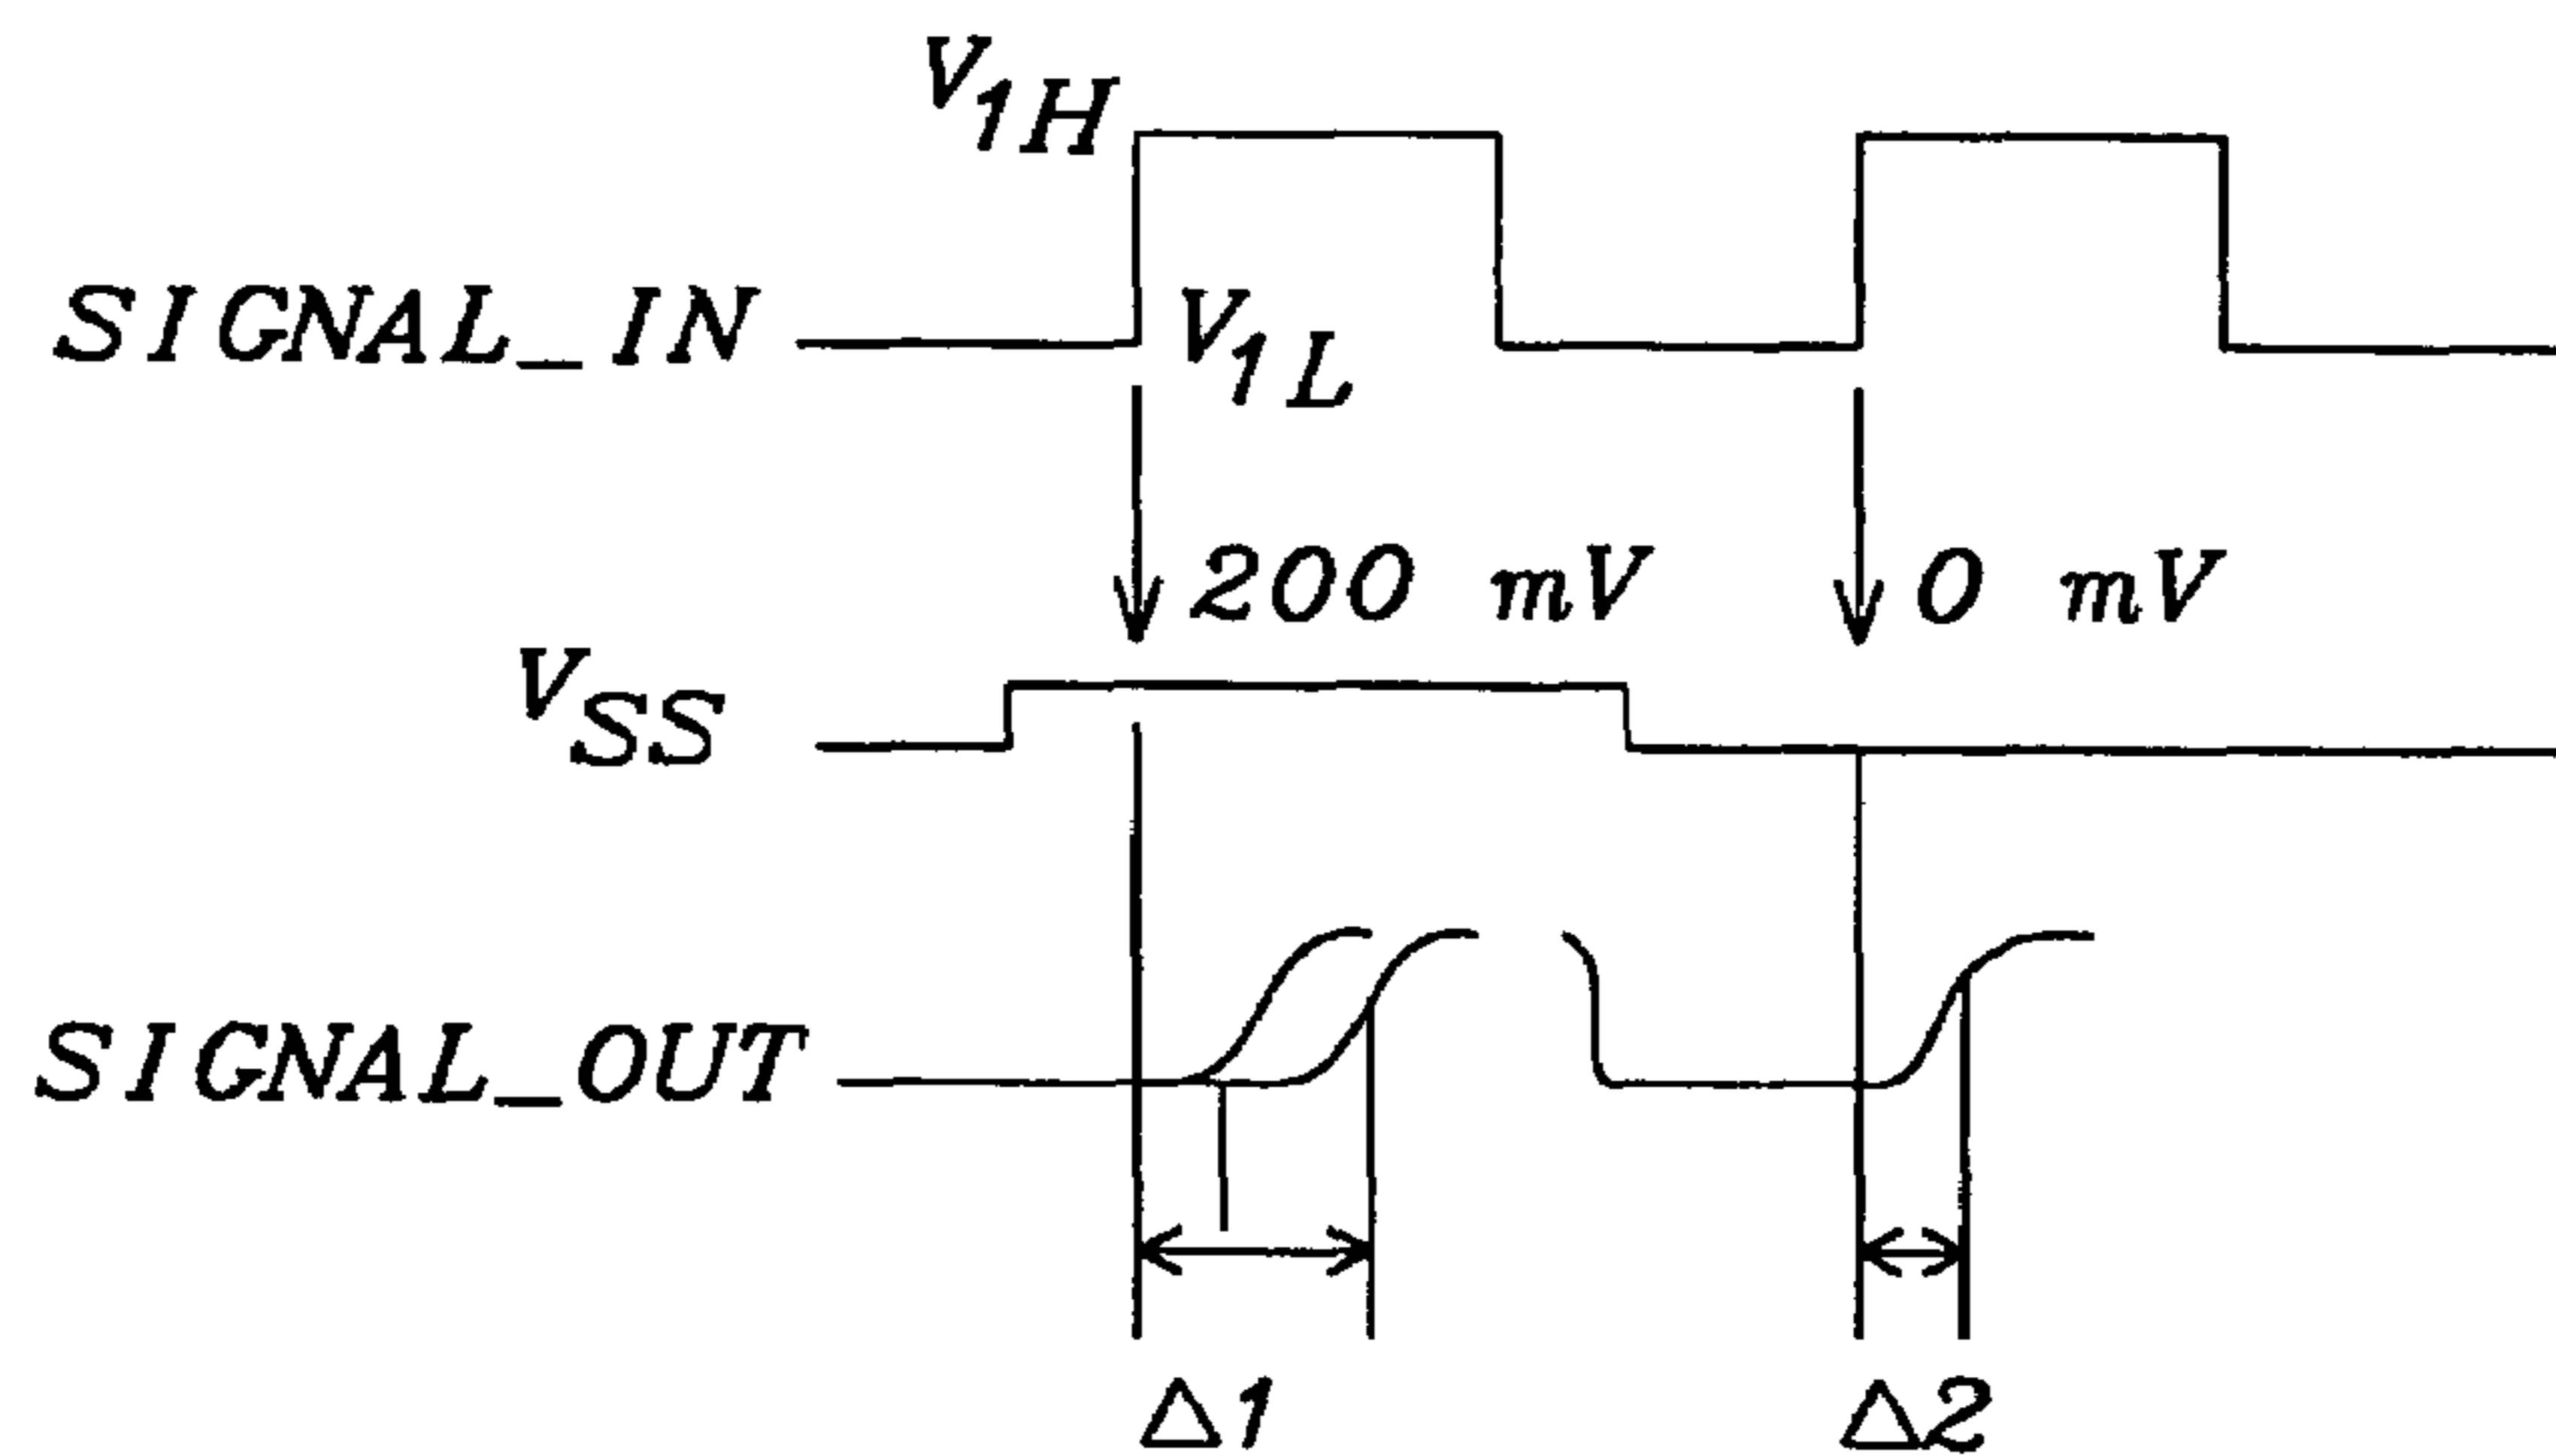 V1H
SIGNAL_IN
V1L
200 mV
0 mV
VSS
SIGNAL_OUT
Δ1
Δ2